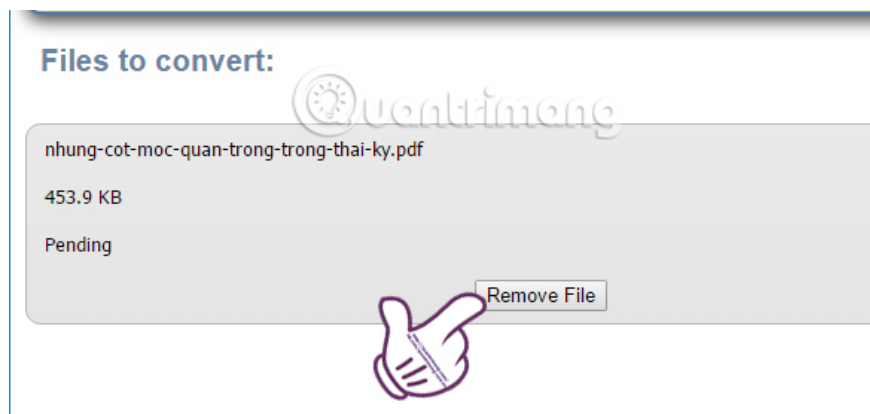 Files to convert:
Quantrimang
nhung-cot-moc-quan-trong-trong-thai-ky.pdf
453.9 KB
Pending
Remove File